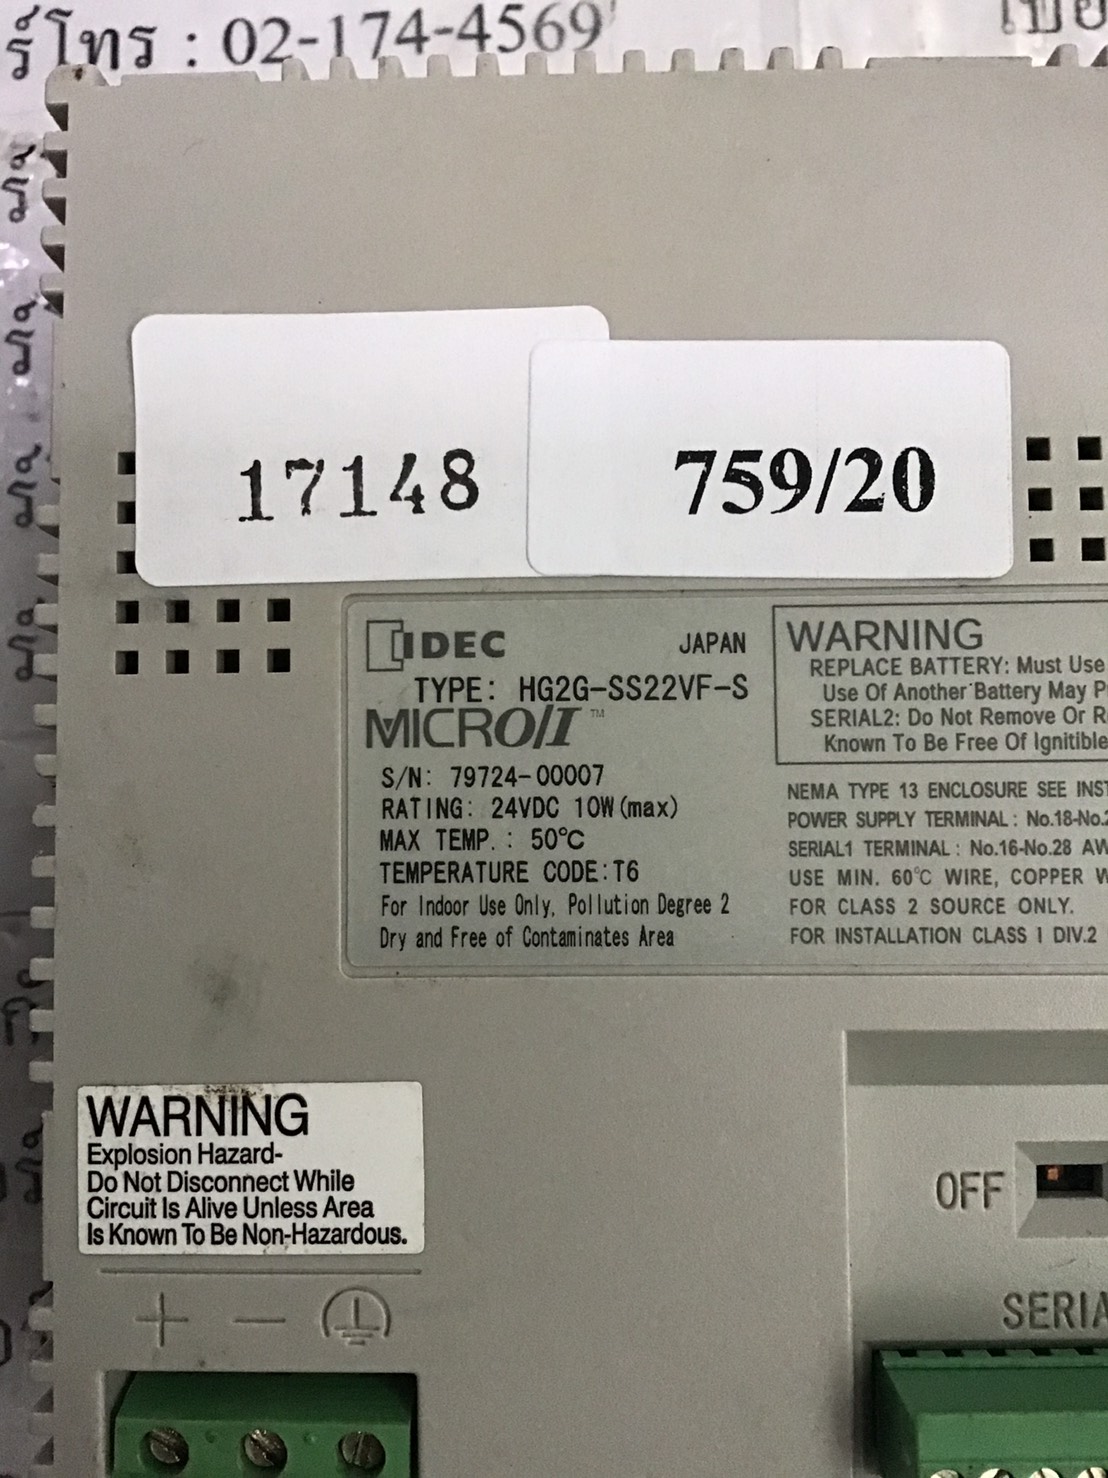 ร์ โทร : 02-174-4569
17148
759/20
IDEC
JAPAN
TYPE: HG2G-SS22VF-S
MICRO/I ™
S/N: 79724-00007
RATING: 24VDC 10W(max)
MAX TEMP.: 50℃
TEMPERATURE CODE:T6
For Indoor Use Only, Pollution Degree 2
Dry and Free of Contaminates Area
WARNING
REPLACE BATTERY: Must Use
Use Of Another Battery May
SERIAL2: Do Not Remove Or
Known To Be Free Of Ignitible
NEMA TYPE 13 ENCLOSURE SEE
POWER SUPPLY TERMINAL: No.18-No.
SERIAL1 TERMINAL: No.16-No.28
USE MIN. 60℃ WIRE, COPPER
FOR CLASS 2 SOURCE ONLY.
FOR INSTALLATION CLASS 1 DIV.2
WARNING
Explosion Hazard-
Do Not Disconnect While
Circuit Is Alive Unless Area
Is Known To Be Non-Hazardous.
OFF
+ −